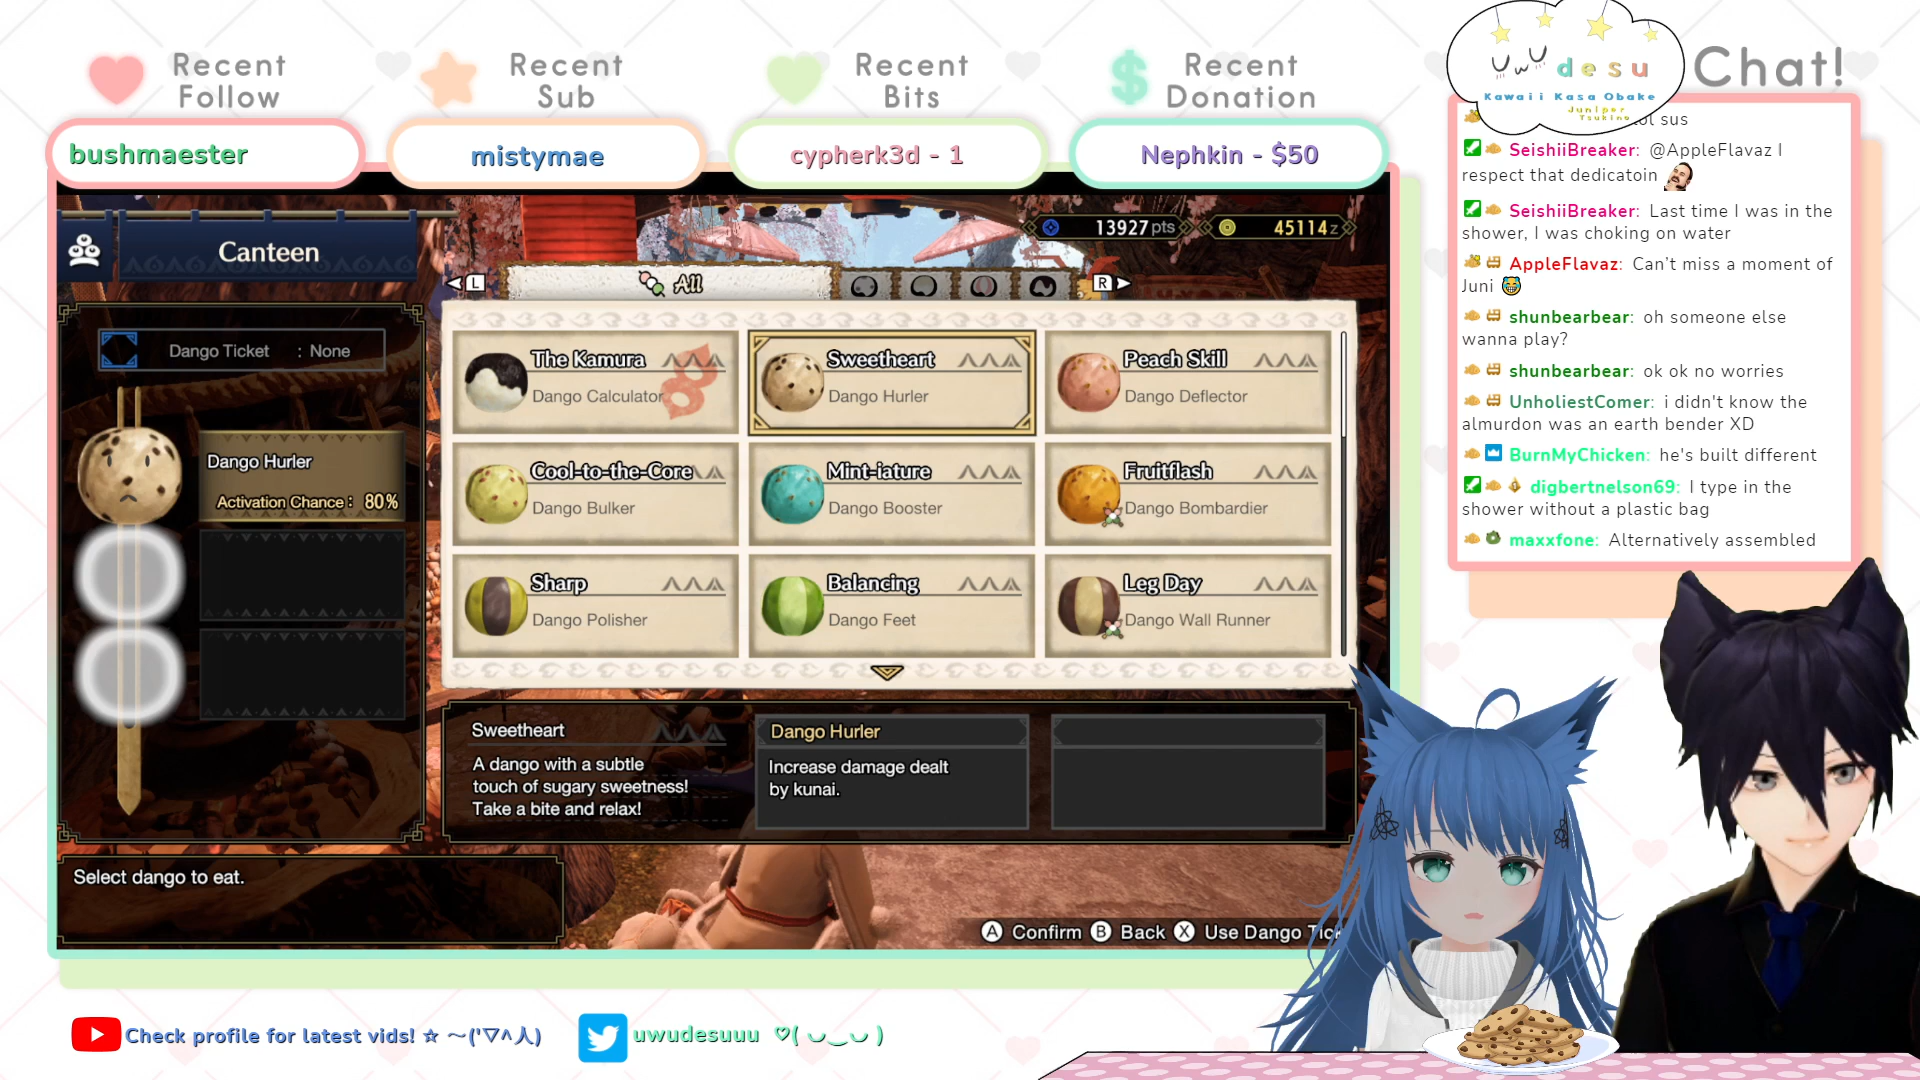 Recent
Follow
Recent
Sub
Recent
Bits
$
Recent
Donation
UwU desu
Kawaii Kasa Obake
Juniper
Tsukino
Chat!
bushmaester
mistymae
cypherk3d - 1
Nephkin - $50
sus
SeishiiBreaker: @AppleFlavaz I
respect that dedicatoin
SeishiiBreaker: Last time I was in the
shower, I was choking on water
AppleFlavaz: Can't miss a moment of
Juni
shunbearbear: oh someone else
wanna play?
shunbearbear: ok ok no worries
UnholiestComer: i didn't know the
almurdon was an earth bender XD
BurnMyChicken: he's built different
digbertnelson69: I type in the
shower without a plastic bag
maxxfone: Alternatively assembled
Canteen
13927 pts
45114 z
L
All
R
Dango Ticket : None
Dango Hurler
Activation Chance : 80%
The Kamura
Dango Calculator
Sweetheart
Dango Hurler
Peach Skill
Dango Deflector
Cool-to-the-Core
Dango Bulker
Mint-iature
Dango Booster
Fruitflash
Dango Bombardier
Sharp
Dango Polisher
Balancing
Dango Feet
Leg Day
Dango Wall Runner
Sweetheart
A dango with a subtle
touch of sugary sweetness!
Take a bite and relax!
Dango Hurler
Increase damage dealt
by kunai.
Select dango to eat.
A Confirm B Back X Use Dango
Check profile for latest vids! ☆ ～('▽^人)
uwudesuuu ♡( ◡‿◡ )